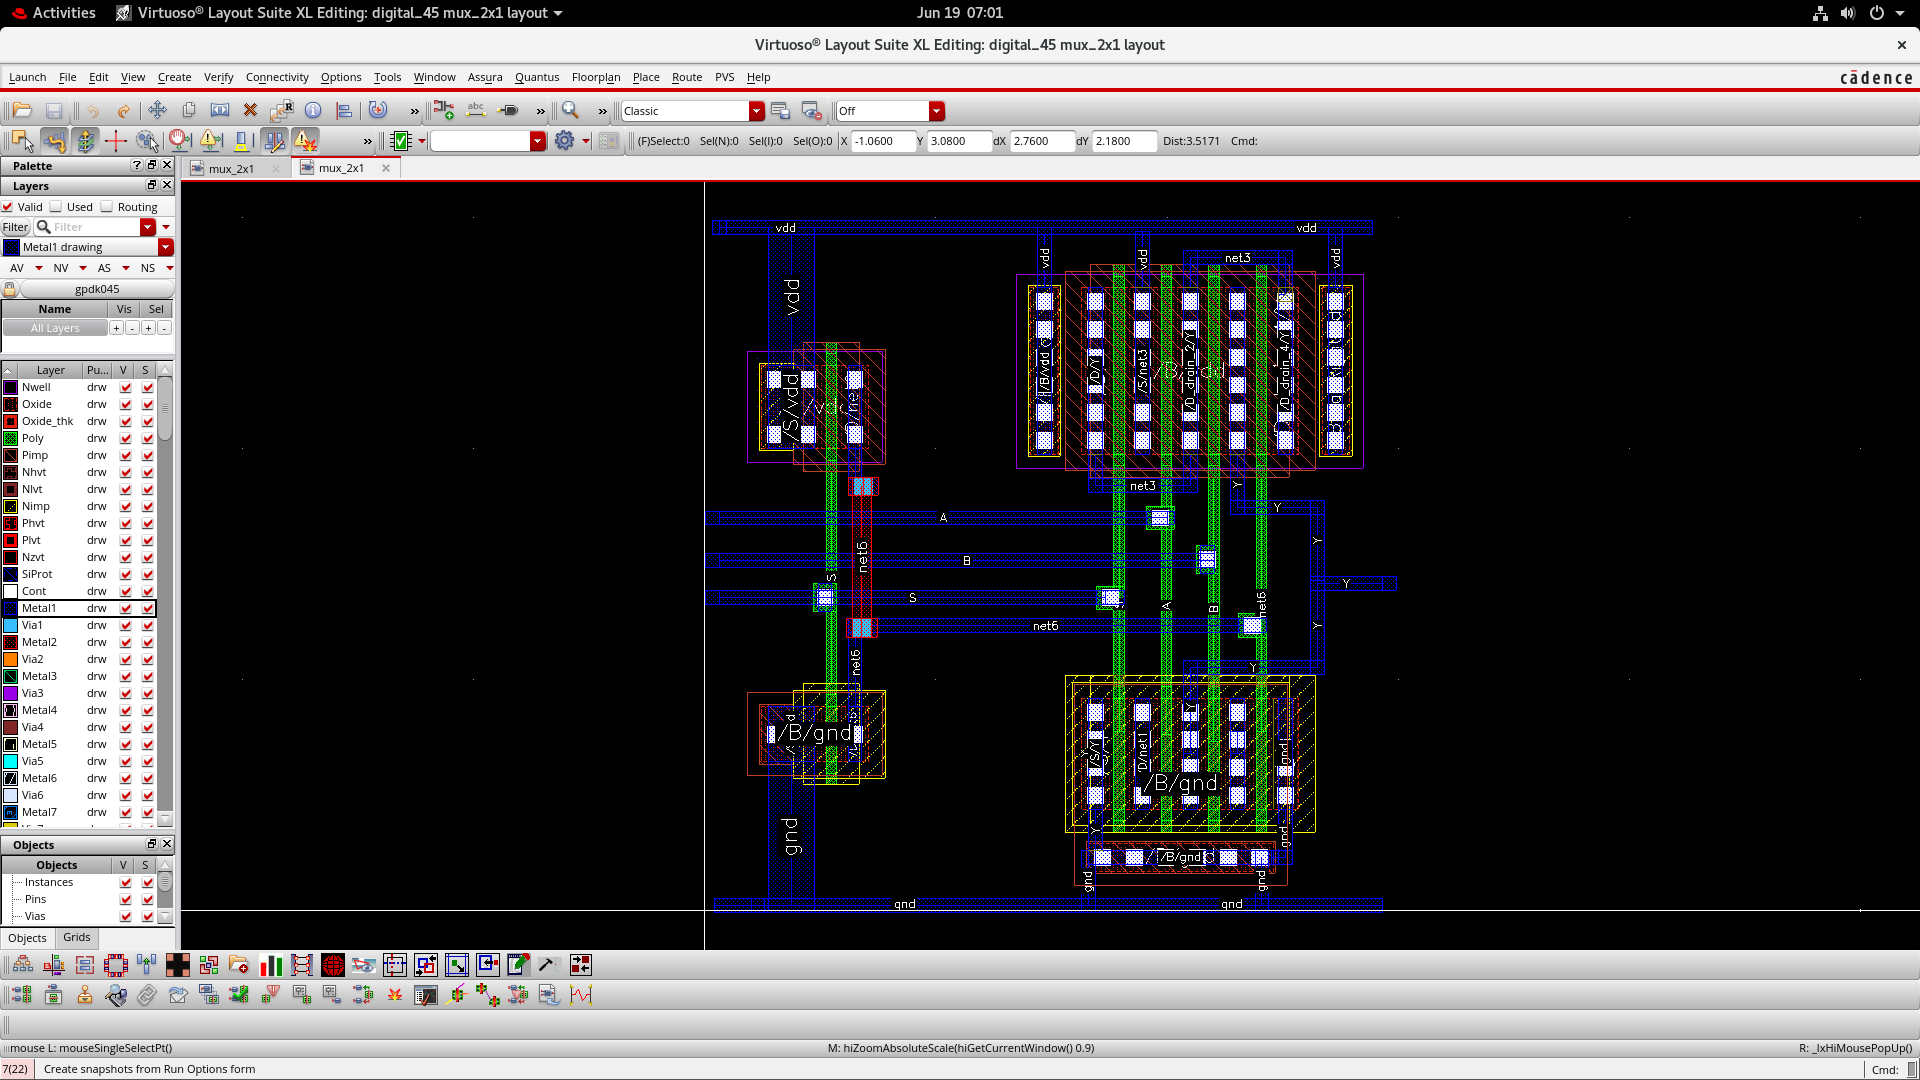 Activities
Virtuoso® Layout Suite XL Editing: digital_45 mux_2x1 layout
Jun 19 07:01
Virtuoso® Layout Suite XL Editing: digital_45 mux_2x1 layout
Launch File Edit View Create Verify Connectivity Options Tools Window Assura Quantus Floorplan Place Route PVS Help
cādence
abc
R
Classic
Off
(F)Select:0 Sel(N):0 Sel(I):0 Sel(O):0 X -1.0600 Y 3.0800 dX 2.7600 dY 2.1800 Dist:3.5171 Cmd:
Palette
mux_2x1
mux_2x1
Layers
Valid Used Routing
Filter Filter
Metal1 drawing
AV NV AS NS
gpdk045
Name Vis Sel
All Layers + - + -
Layer Pu... V S
Nwell drw
Oxide drw
Oxide_thk drw
Poly drw
Pimp drw
Nhvt drw
Nlvt drw
Nimp drw
Phvt drw
Plvt drw
Nzvt drw
SiProt drw
Cont drw
Metal1 drw
Via1 drw
Metal2 drw
Via2 drw
Metal3 drw
Via3 drw
Metal4 drw
Via4 drw
Metal5 drw
Via5 drw
Metal6 drw
Via6 drw
Metal7 drw
Objects
Objects V S
Instances
Pins
Vias
Objects Grids
vdd
vdd
vdd
vdd
vdd
vdd
net3
/S/vdd
/B/vdd
/D/Y
/S/net3
D_drain_2/Y
/D_drain_4/Y
net3
Y
Y
A
net6
Y
B
S
Y
S
A
B
net6
net6
Y
net6
Y
/B/gnd
/S/Y
D/net1
Y
gnd
/B/gnd
gnd
Y
gnd
/B/gnd
gnd
gnd
gnd
gnd
mouse L: mouseSingleSelectPt()
M: hiZoomAbsoluteScale(hiGetCurrentWindow() 0.9)
R: _lxHiMousePopUp()
7(22) Create snapshots from Run Options form
Cmd: